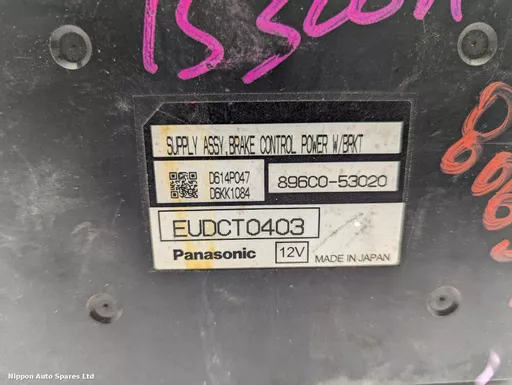 IS300H
SUPPLY ASSY, BRAKE CONTROL POWER W/BRKT
D614P047
D6KK1084
896C0-53020
EUDCT0403
Panasonic
12V
MADE IN JAPAN
Nippon Auto Spares Ltd